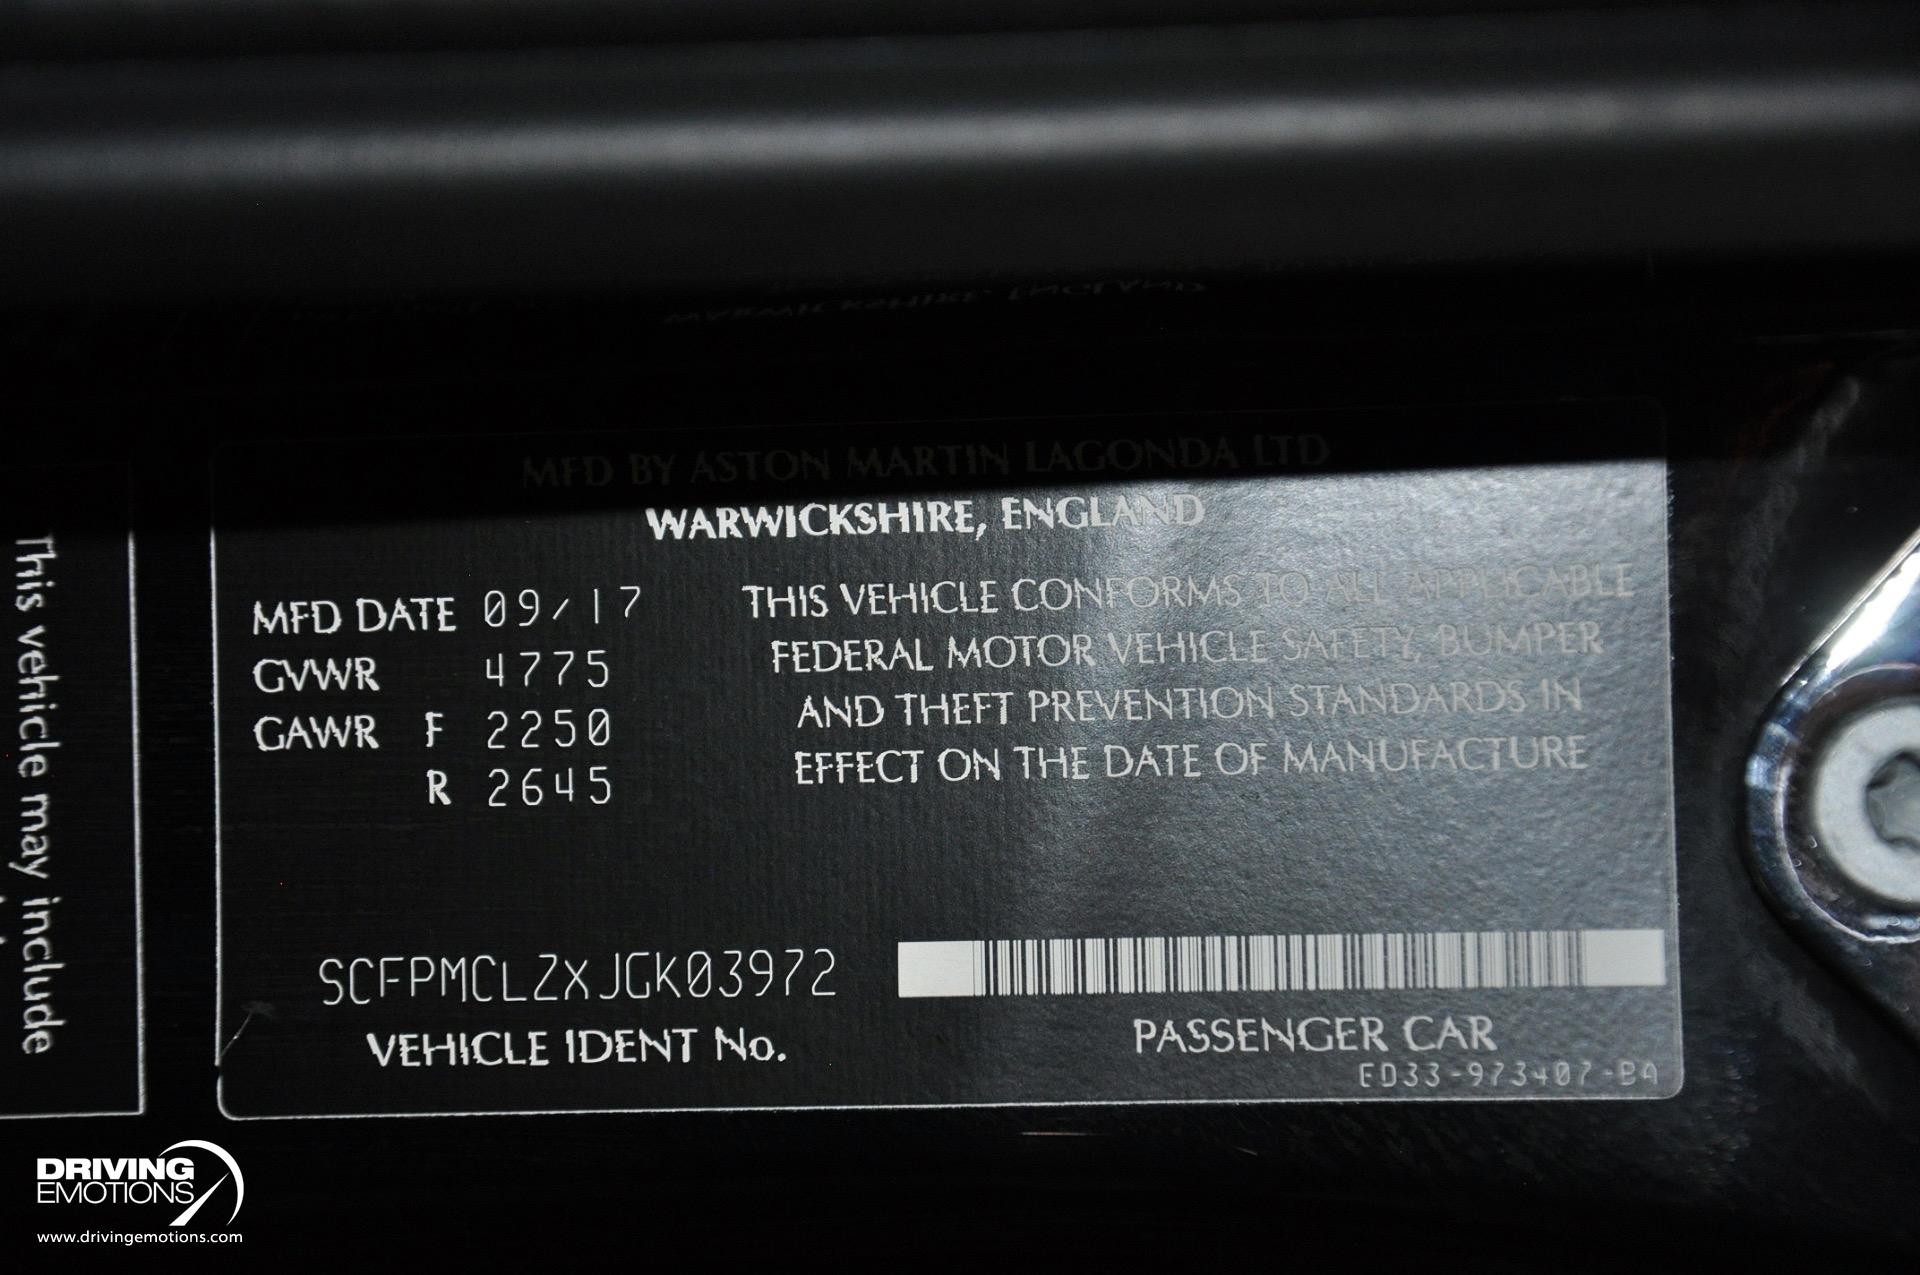 MFD BY ASTON MARTIN LAGONDA LTD
WARWICKSHIRE, ENGLAND
MFD DATE 09/17
GVWR 4775
GAWR F 2250
R 2645
THIS VEHICLE CONFORMS TO ALL APPLICABLE
FEDERAL MOTOR VEHICLE SAFETY, BUMPER
AND THEFT PREVENTION STANDARDS IN
EFFECT ON THE DATE OF MANUFACTURE
SCFPMCLZXJGK03972
VEHICLE IDENT No.
PASSENGER CAR
ED33-973407-BA
This vehicle may include
DRIVING
EMOTIONS
www.drivingemotions.com